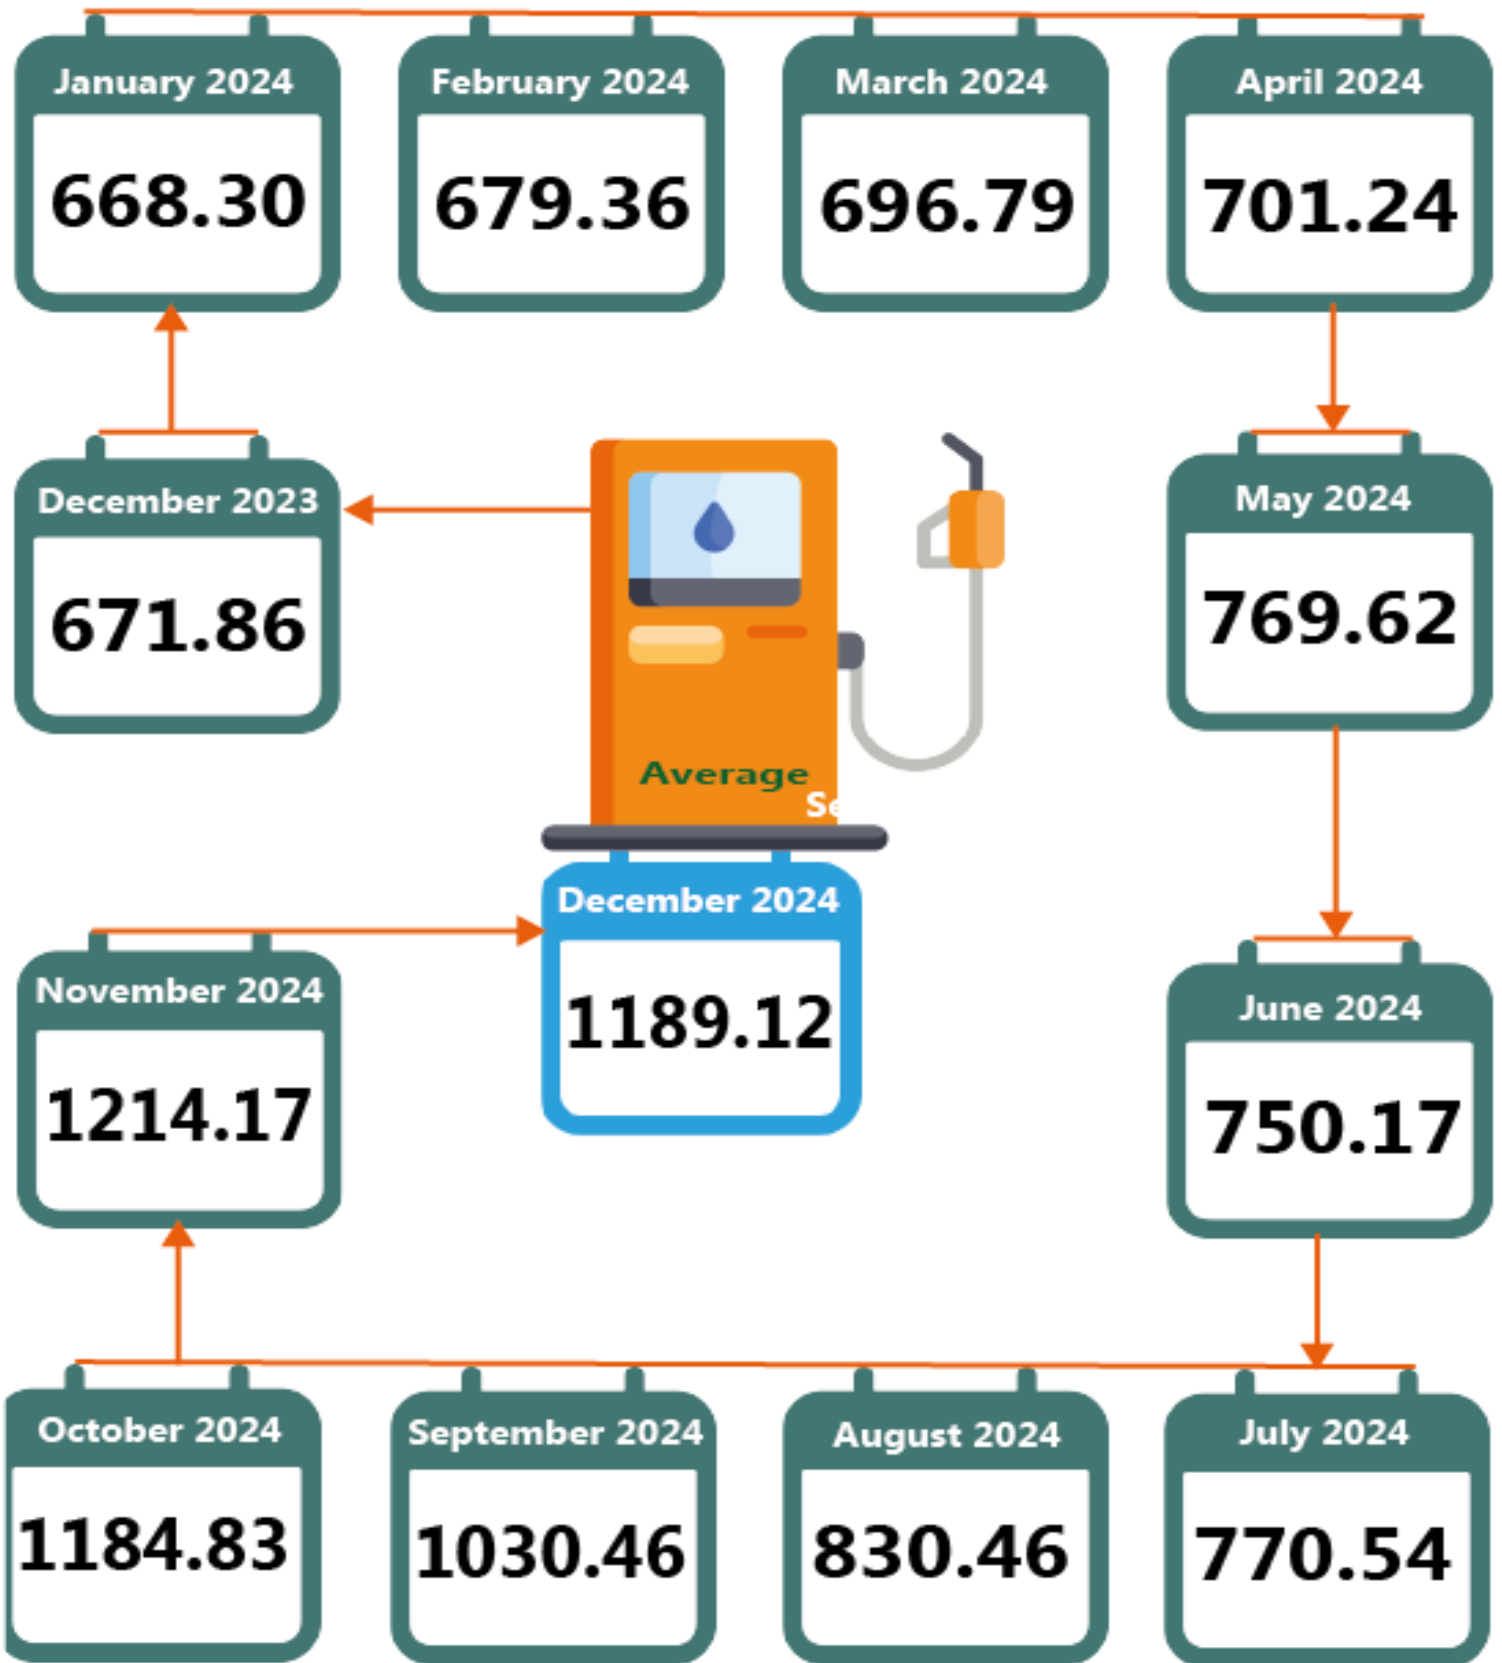 January 2024
668.30
February 2024
679.36
March 2024
696.79
April 2024
701.24
December 2023
671.86
May 2024
769.62
Average
Se
December 2024
1189.12
November 2024
1214.17
June 2024
750.17
October 2024
1184.83
September 2024
1030.46
August 2024
830.46
July 2024
770.54